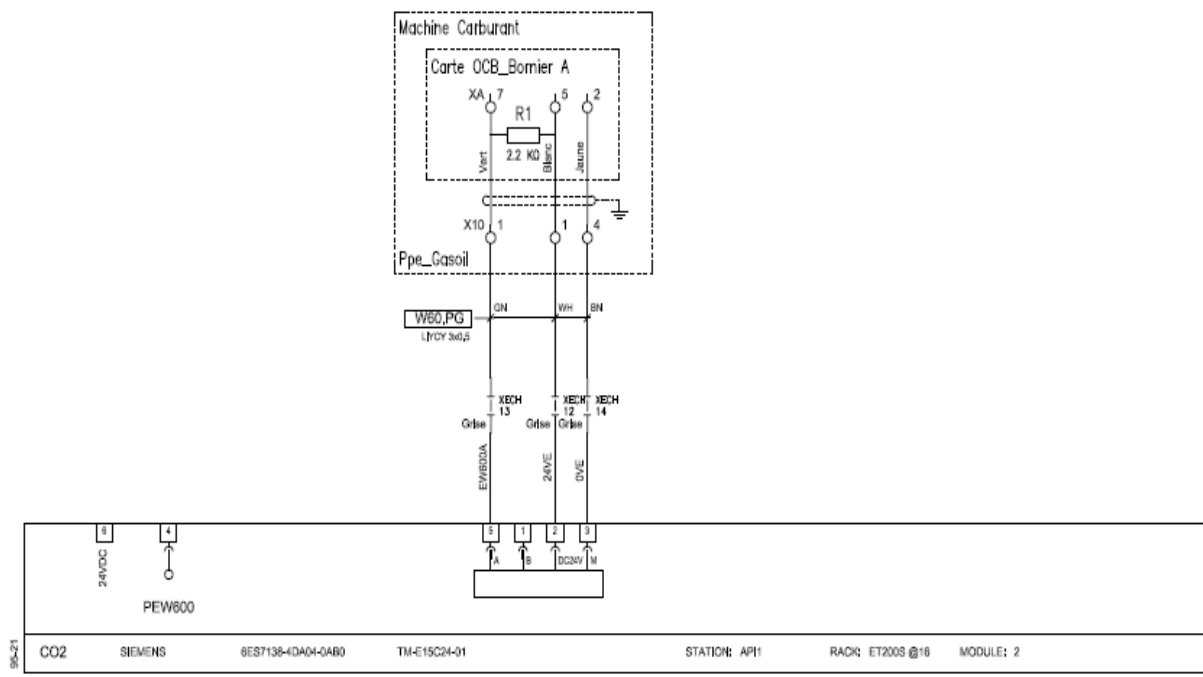 Machine Carburant
Carte OCB_Bornier A
XA 7 5 2
R1
2.2 KΩ
Vert Blanc Jaune
X10 1 1 4
Ppe_Gasoil
GN WH BN
W60.PG
LIYCY 3x0,5
XECH XECH XECH
13 12 14
Grise Grise Grise
EW600A 24VE 0VE
6 4 5 1 2 3
24VDC A B DC24V M
PEW600
95-21
CO2 SIEMENS 6ES7138-4DA04-0AB0 TM-E15C24-01 STATION: API1 RACK: ET200S @16 MODULE: 2